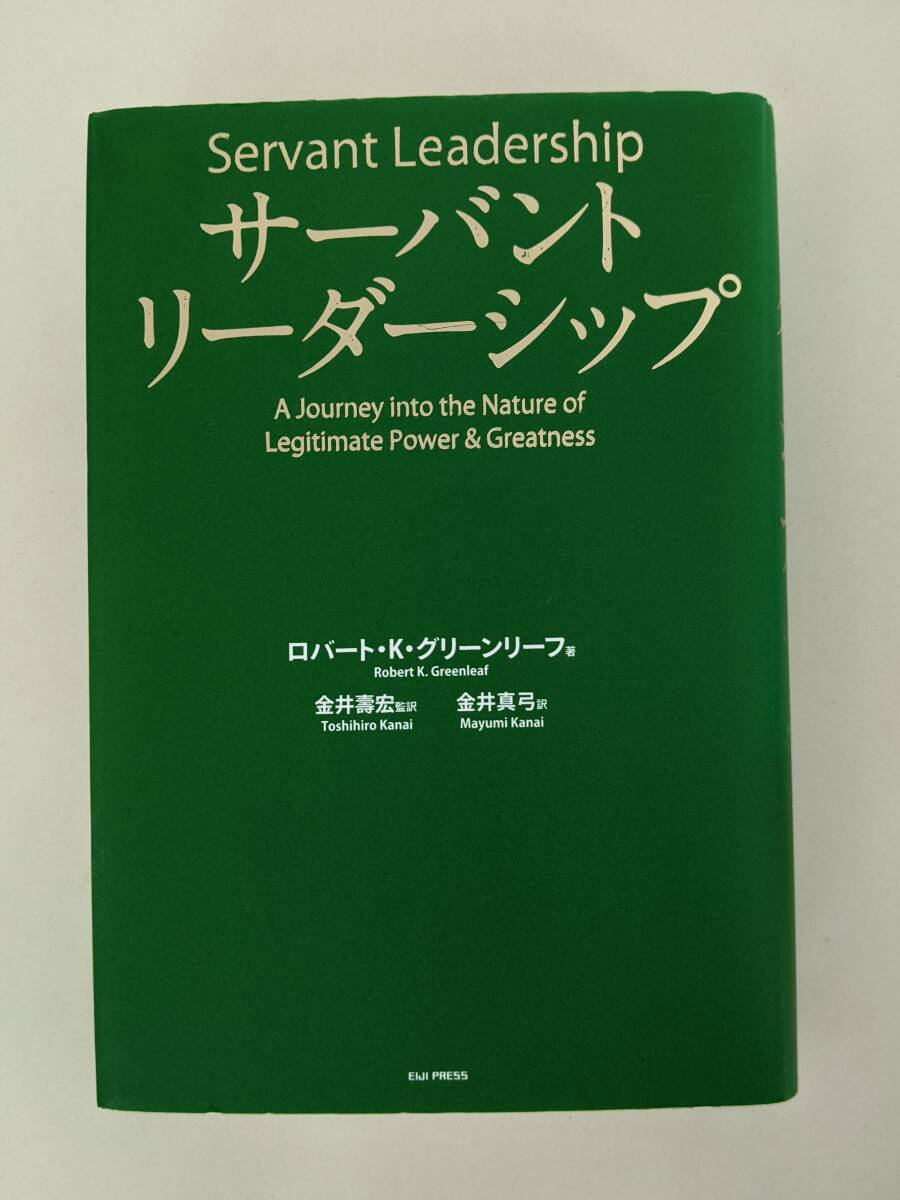 Servant Leadership
サーバント
リーダーシップ
A Journey into the Nature of
Legitimate Power & Greatness
ロバート・K・グリーンリーフ著
Robert K. Greenleaf
金井壽宏監訳 金井真弓訳
Toshihiro Kanai Mayumi Kanai
EIJI PRESS